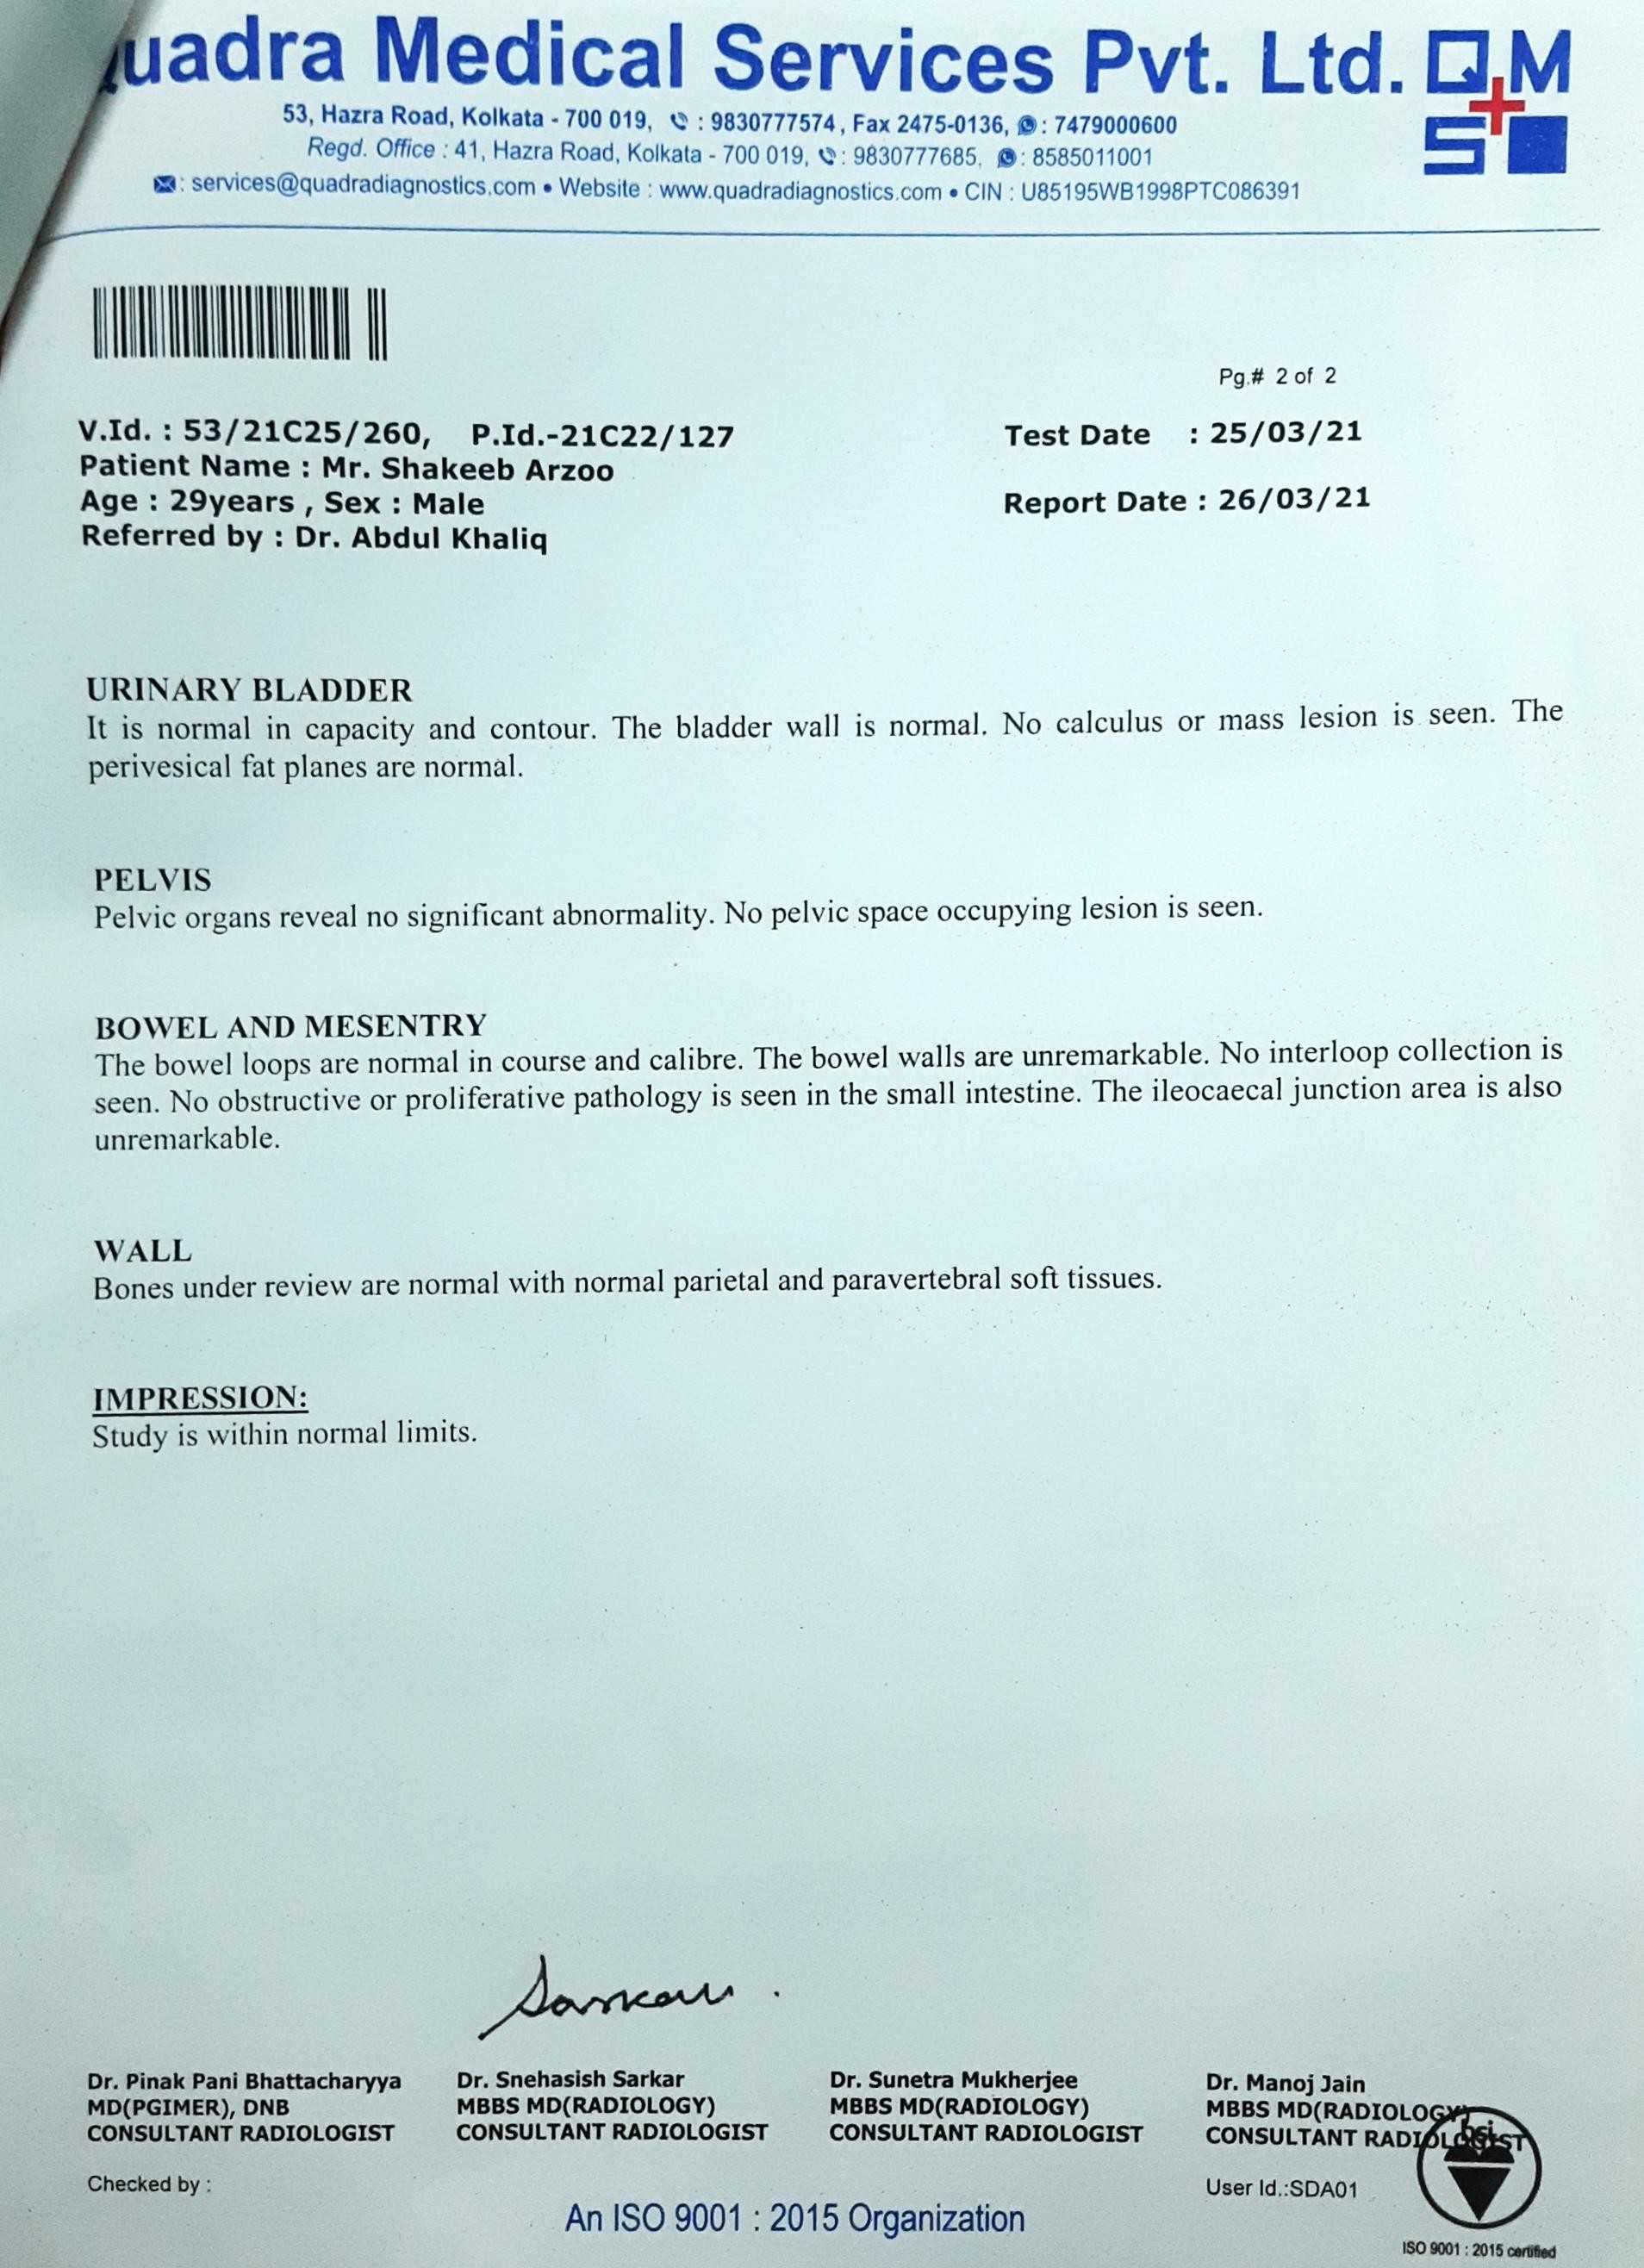 uadra Medical Services Pvt. Ltd. QMS
53, Hazra Road, Kolkata - 700 019, : 9830777574, Fax 2475-0136, : 7479000600
Regd. Office : 41, Hazra Road, Kolkata - 700 019, : 9830777685, : 8585011001
: services@quadradiagnostics.com • Website : www.quadradiagnostics.com • CIN : U85195WB1998PTC086391
Pg.# 2 of 2
V.Id. : 53/21C25/260, P.Id.-21C22/127 Test Date : 25/03/21
Patient Name : Mr. Shakeeb Arzoo
Age : 29years , Sex : Male Report Date : 26/03/21
Referred by : Dr. Abdul Khaliq
URINARY BLADDER
It is normal in capacity and contour. The bladder wall is normal. No calculus or mass lesion is seen. The
perivesical fat planes are normal.
PELVIS
Pelvic organs reveal no significant abnormality. No pelvic space occupying lesion is seen.
BOWEL AND MESENTRY
The bowel loops are normal in course and calibre. The bowel walls are unremarkable. No interloop collection is
seen. No obstructive or proliferative pathology is seen in the small intestine. The ileocaecal junction area is also
unremarkable.
WALL
Bones under review are normal with normal parietal and paravertebral soft tissues.
IMPRESSION:
Study is within normal limits.
Sarkar
Dr. Pinak Pani Bhattacharyya
MD(PGIMER), DNB
CONSULTANT RADIOLOGIST
Dr. Snehasish Sarkar
MBBS MD(RADIOLOGY)
CONSULTANT RADIOLOGIST
Dr. Sunetra Mukherjee
MBBS MD(RADIOLOGY)
CONSULTANT RADIOLOGIST
Dr. Manoj Jain
MBBS MD(RADIOLOGY)
CONSULTANT RADIOLOGIST
Checked by :
User Id.:SDA01
bsi
An ISO 9001 : 2015 Organization
ISO 9001 : 2015 certified